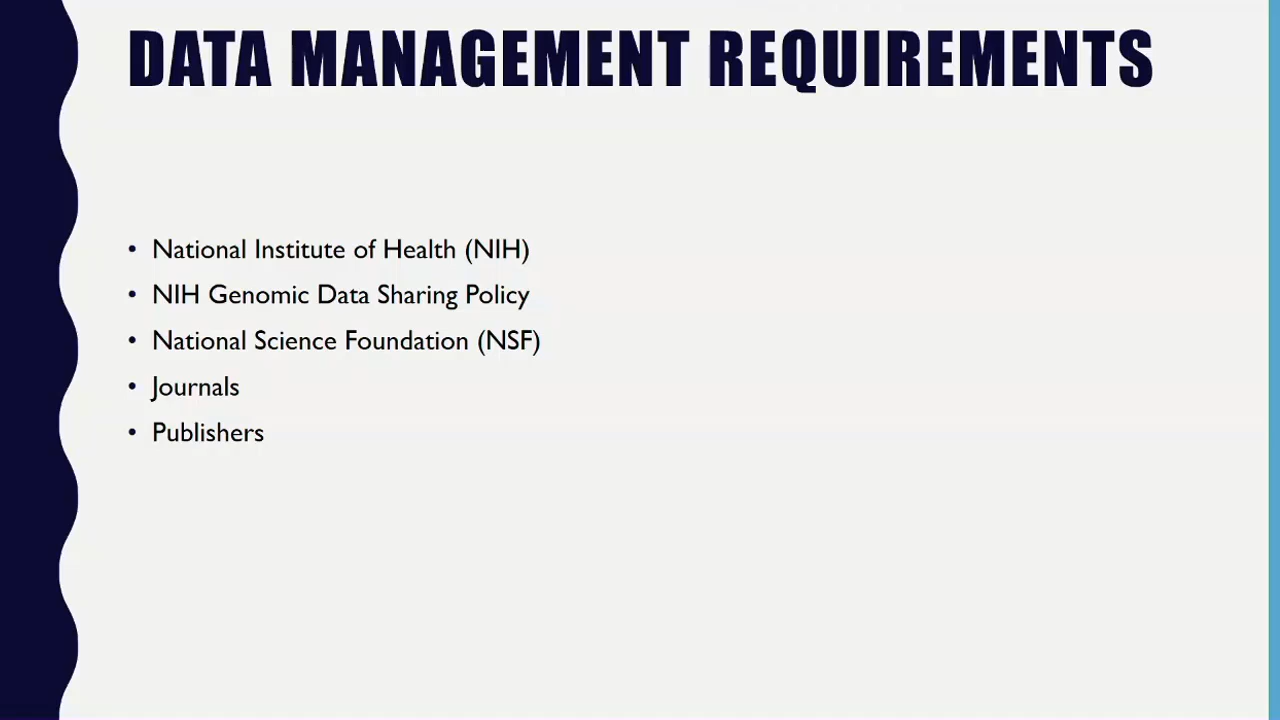 DATA MANAGEMENT REQUIREMENTS
• National Institute of Health (NIH)
• NIH Genomic Data Sharing Policy
• National Science Foundation (NSF)
• Journals
• Publishers